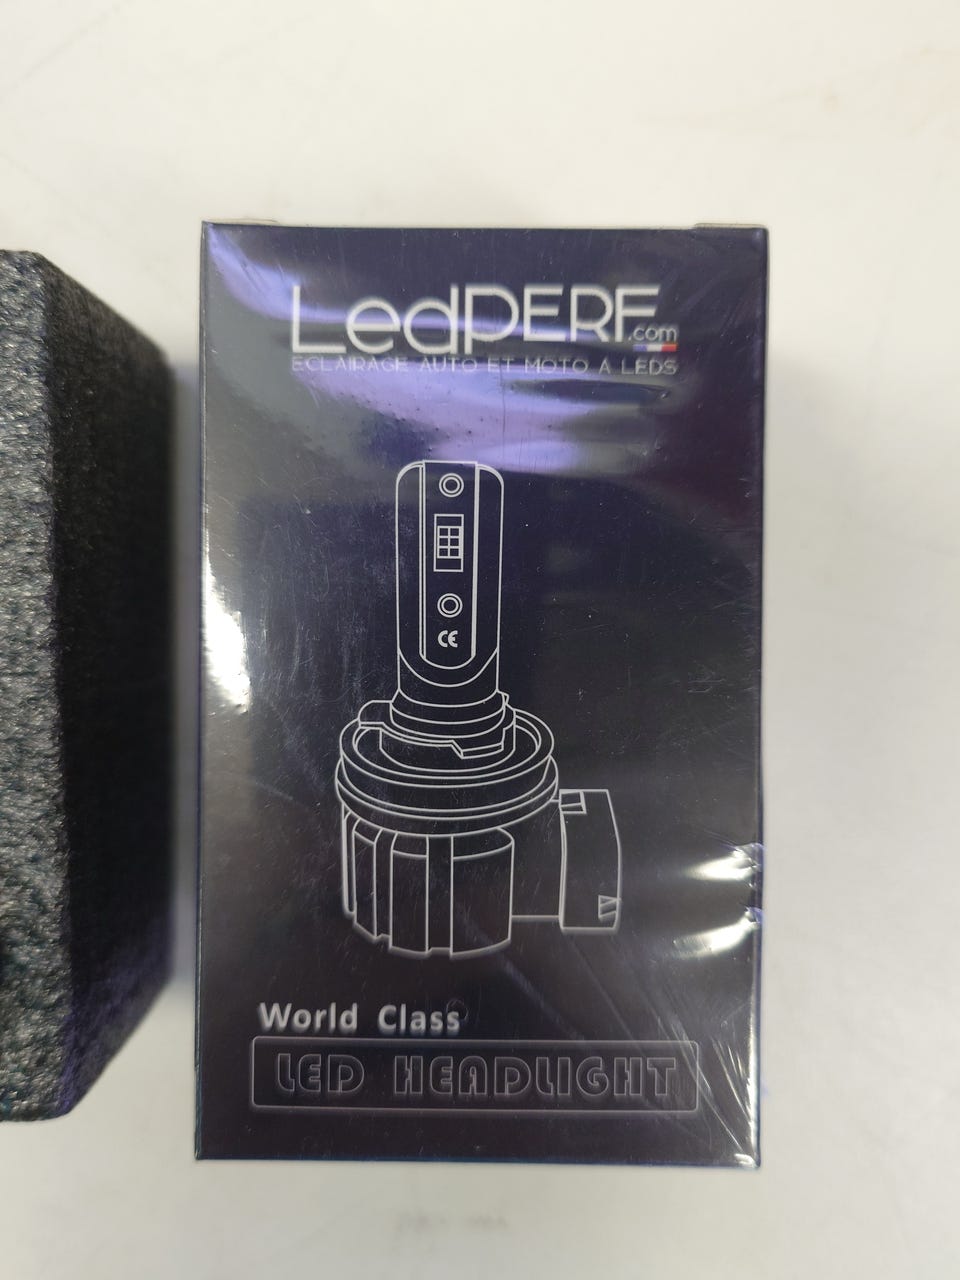 LedPERF.com
ECLAIRAGE AUTO ET MOTO A LEDS
CE
World Class
LED HEADLIGHT